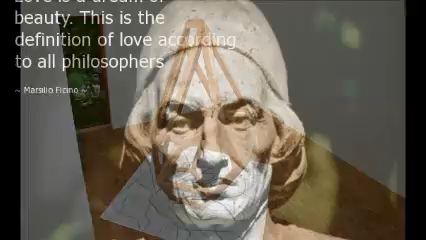 Love is a dream of
beauty. This is the
definition of love according
to all philosophers
~ Marsilio Ficino ~